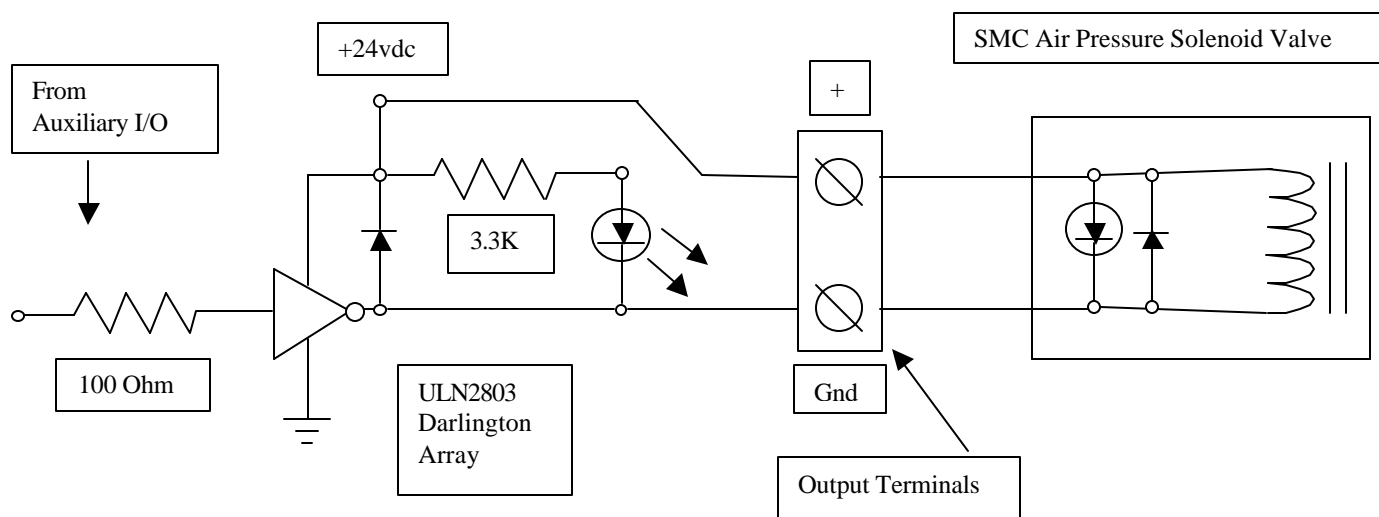 +24vdc
SMC Air Pressure Solenoid Valve
From
Auxiliary I/O
+
3.3K
100 Ohm
ULN2803
Darlington
Array
Gnd
Output Terminals